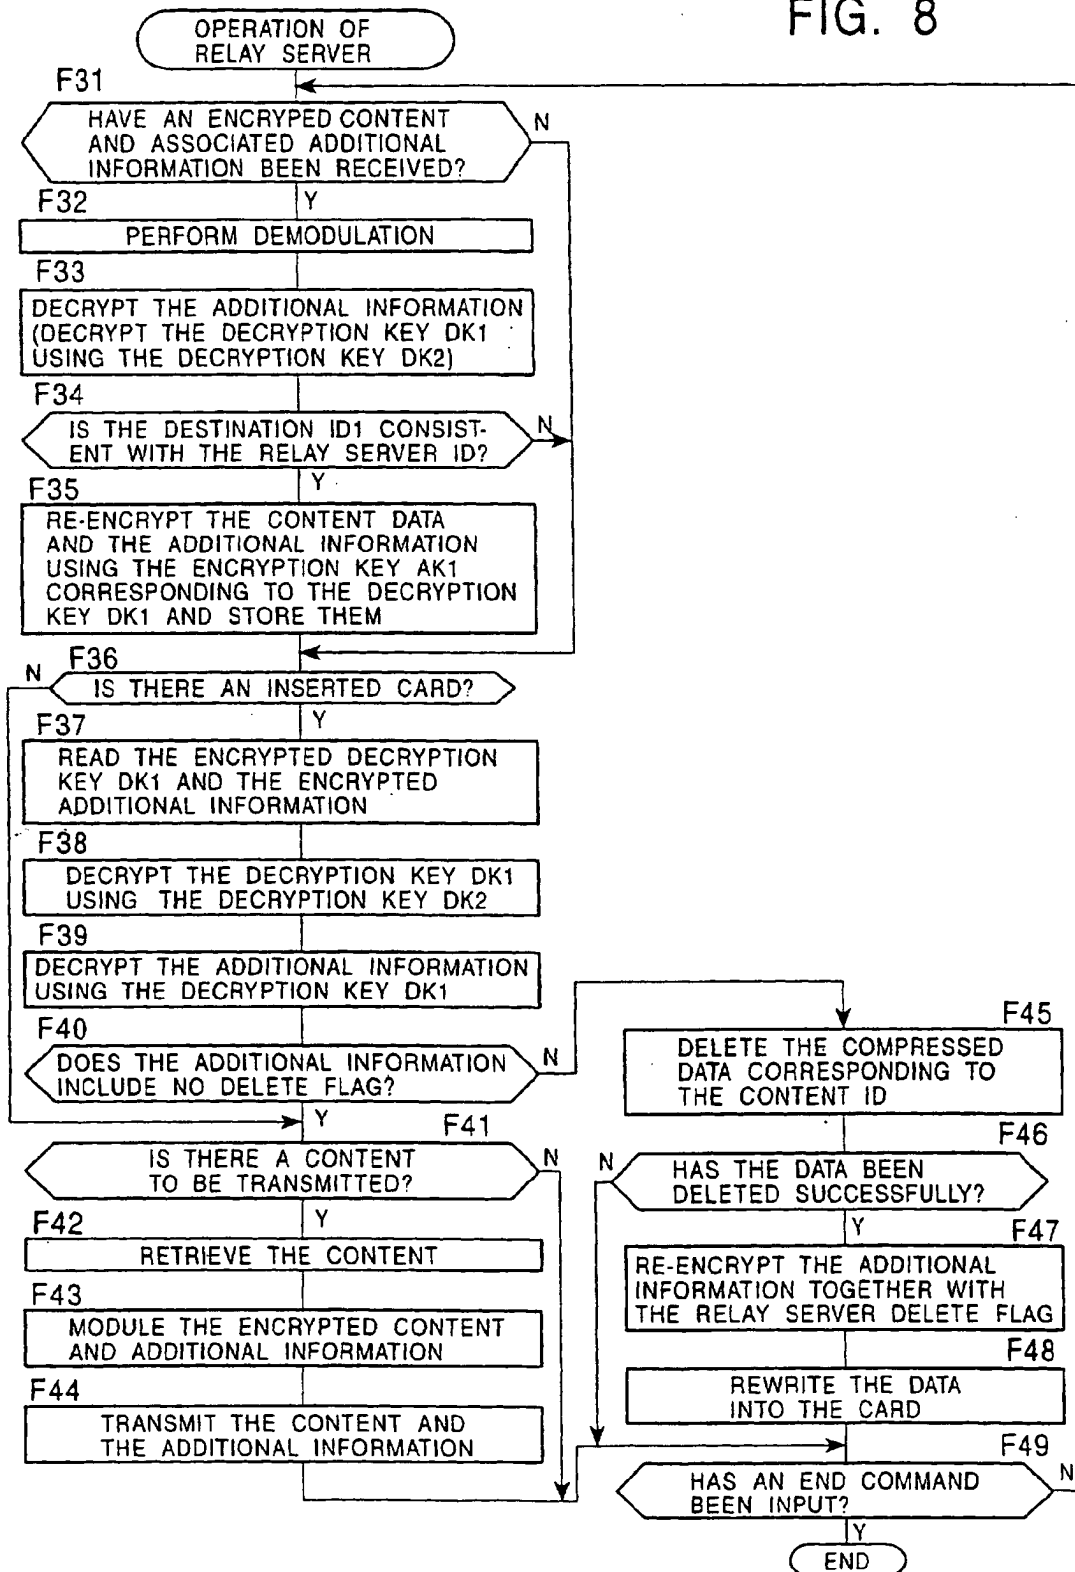 FIG. 8
OPERATION OF
RELAY SERVER
F31
HAVE AN ENCRYPED CONTENT
AND ASSOCIATED ADDITIONAL
INFORMATION BEEN RECEIVED?
N
Y
F32
PERFORM DEMODULATION
F33
DECRYPT THE ADDITIONAL INFORMATION
(DECRYPT THE DECRYPTION KEY DK1
USING THE DECRYPTION KEY DK2)
F34
IS THE DESTINATION ID1 CONSIST-
ENT WITH THE RELAY SERVER ID?
N
Y
F35
RE-ENCRYPT THE CONTENT DATA
AND THE ADDITIONAL INFORMATION
USING THE ENCRYPTION KEY AK1
CORRESPONDING TO THE DECRYPTION
KEY DK1 AND STORE THEM
F36
N
IS THERE AN INSERTED CARD?
Y
F37
READ THE ENCRYPTED DECRYPTION
KEY DK1 AND THE ENCRYPTED
ADDITIONAL INFORMATION
F38
DECRYPT THE DECRYPTION KEY DK1
USING THE DECRYPTION KEY DK2
F39
DECRYPT THE ADDITIONAL INFORMATION
USING THE DECRYPTION KEY DK1
F40
DOES THE ADDITIONAL INFORMATION
INCLUDE NO DELETE FLAG?
N
Y
F41
IS THERE A CONTENT
TO BE TRANSMITTED?
N
Y
F42
RETRIEVE THE CONTENT
F43
MODULE THE ENCRYPTED CONTENT
AND ADDITIONAL INFORMATION
F44
TRANSMIT THE CONTENT AND
THE ADDITIONAL INFORMATION
F45
DELETE THE COMPRESSED
DATA CORRESPONDING TO
THE CONTENT ID
F46
N
HAS THE DATA BEEN
DELETED SUCCESSFULLY?
Y
F47
RE-ENCRYPT THE ADDITIONAL
INFORMATION TOGETHER WITH
THE RELAY SERVER DELETE FLAG
F48
REWRITE THE DATA
INTO THE CARD
F49
HAS AN END COMMAND
BEEN INPUT?
N
Y
END